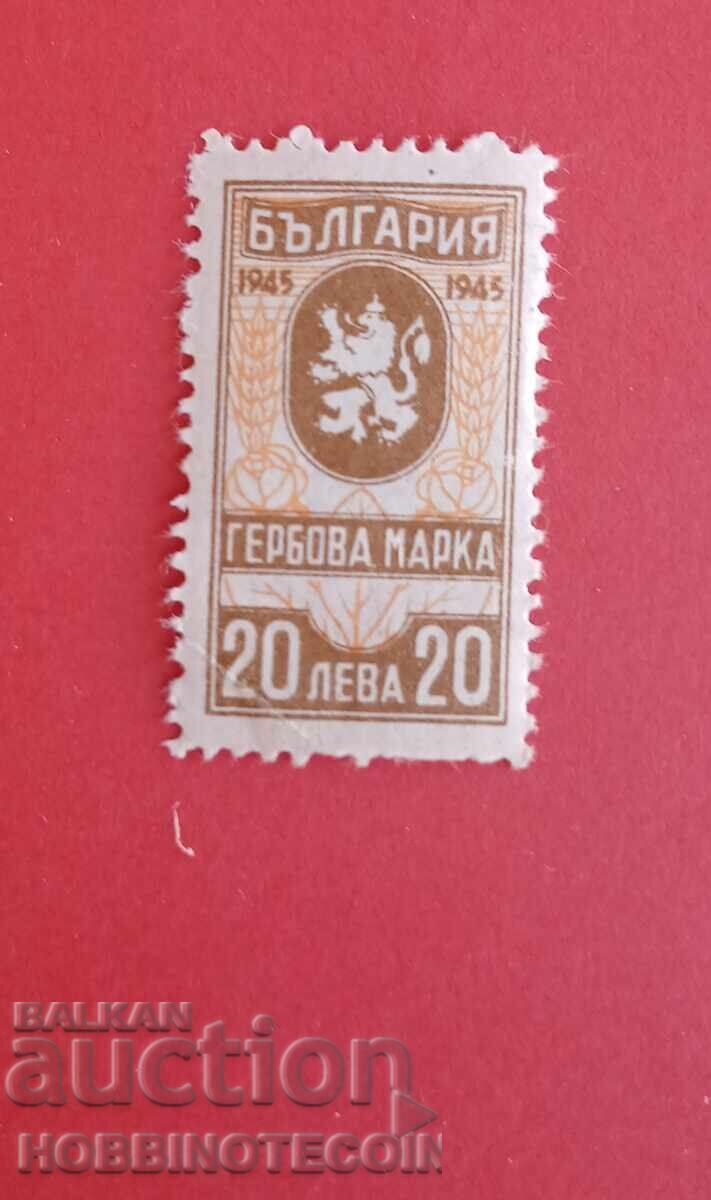 БЪЛГАРИЯ
1945 1945
ГЕРБОВА МАРКА
20 ЛЕВА 20
BALKAN
auction
HOBBINOTECOIN